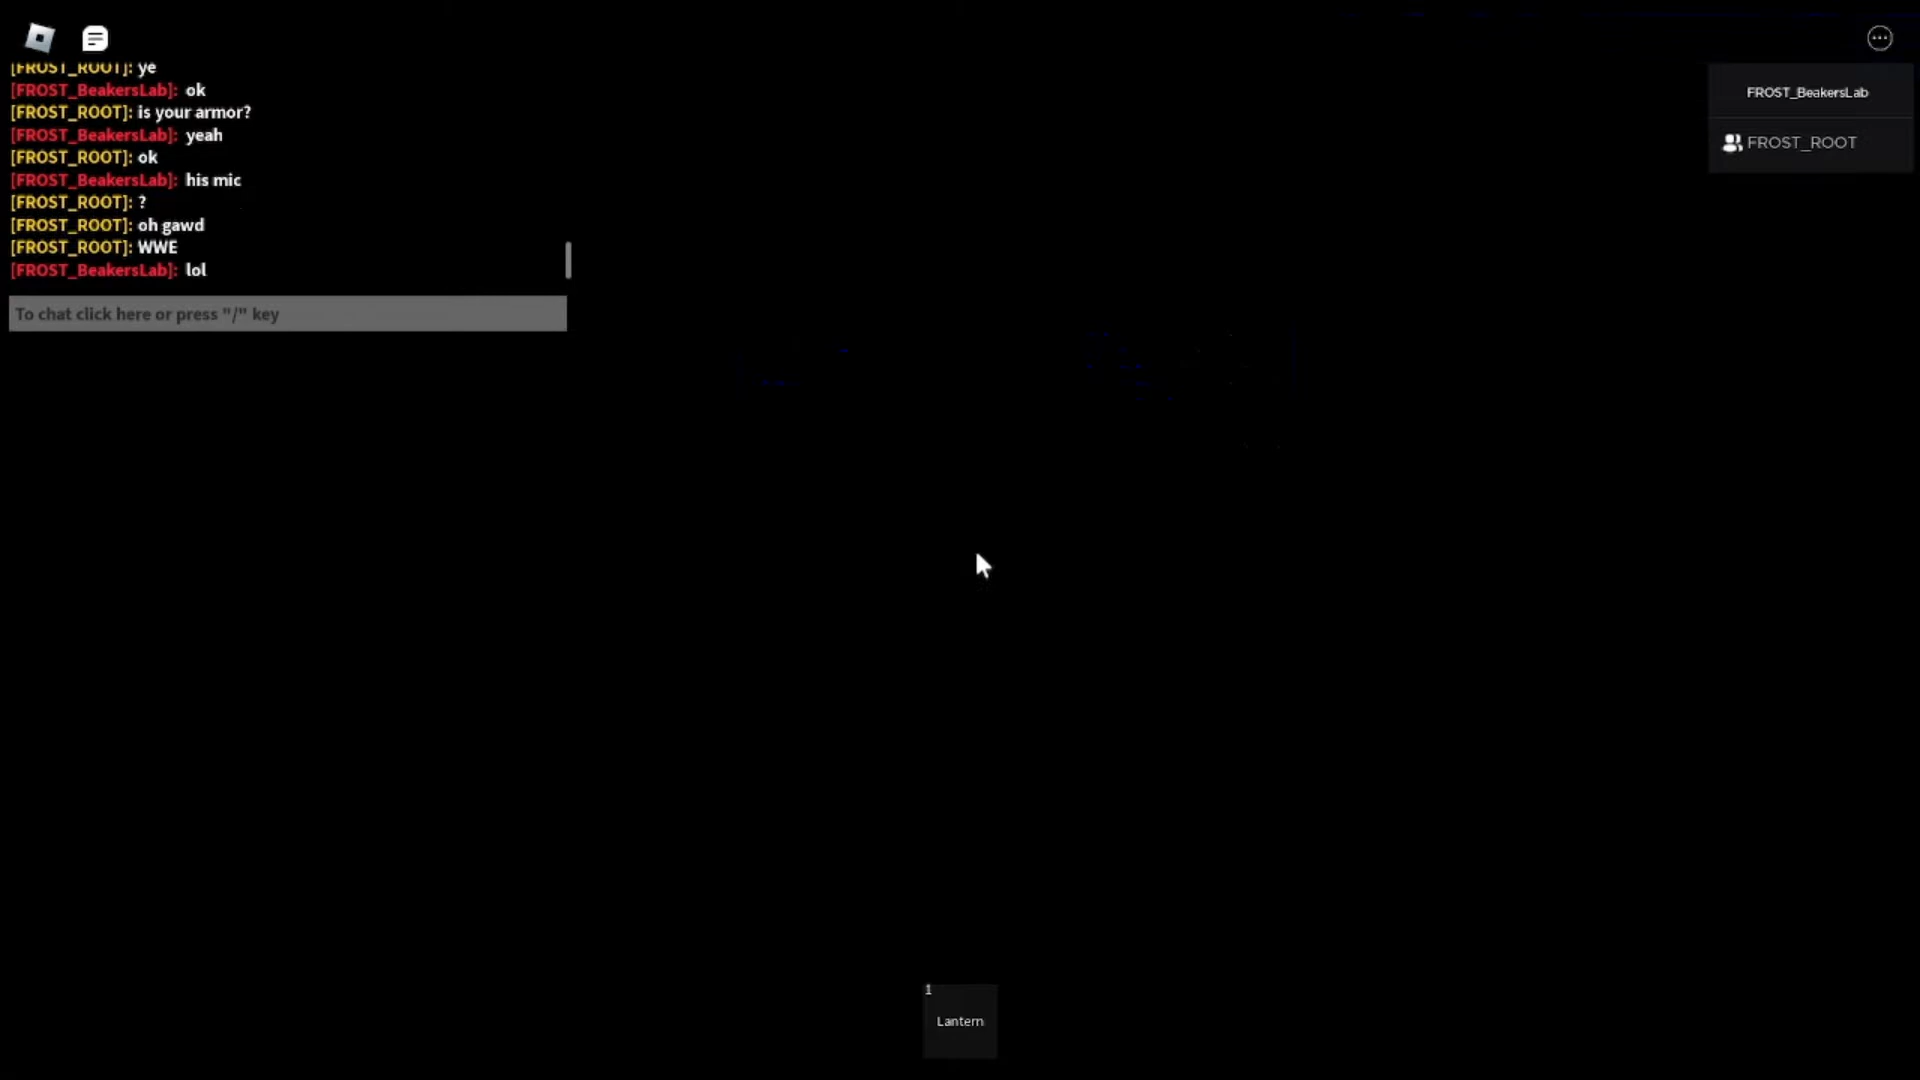 [FROST_ROOT]: ye
[FROST_BeakersLab]: ok
[FROST_ROOT]: is your armor?
[FROST_BeakersLab]: yeah
[FROST_ROOT]: ok
[FROST_BeakersLab]: his mic
[FROST_ROOT]: ?
[FROST_ROOT]: oh gawd
[FROST_ROOT]: WWE
[FROST_BeakersLab]: lol
To chat click here or press "/" key
FROST_BeakersLab
FROST_ROOT
1
Lantern